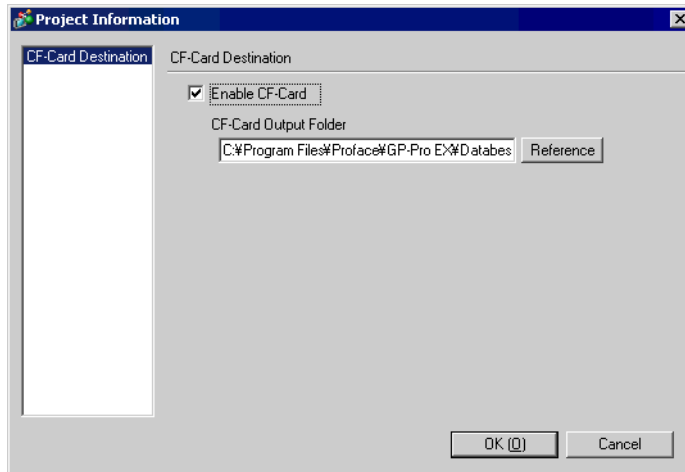 Project Information
CF-Card Destination
CF-Card Destination
Enable CF-Card
CF-Card Output Folder
C:¥Program Files¥Proface¥GP-Pro EX¥Databes Reference
OK (O) Cancel